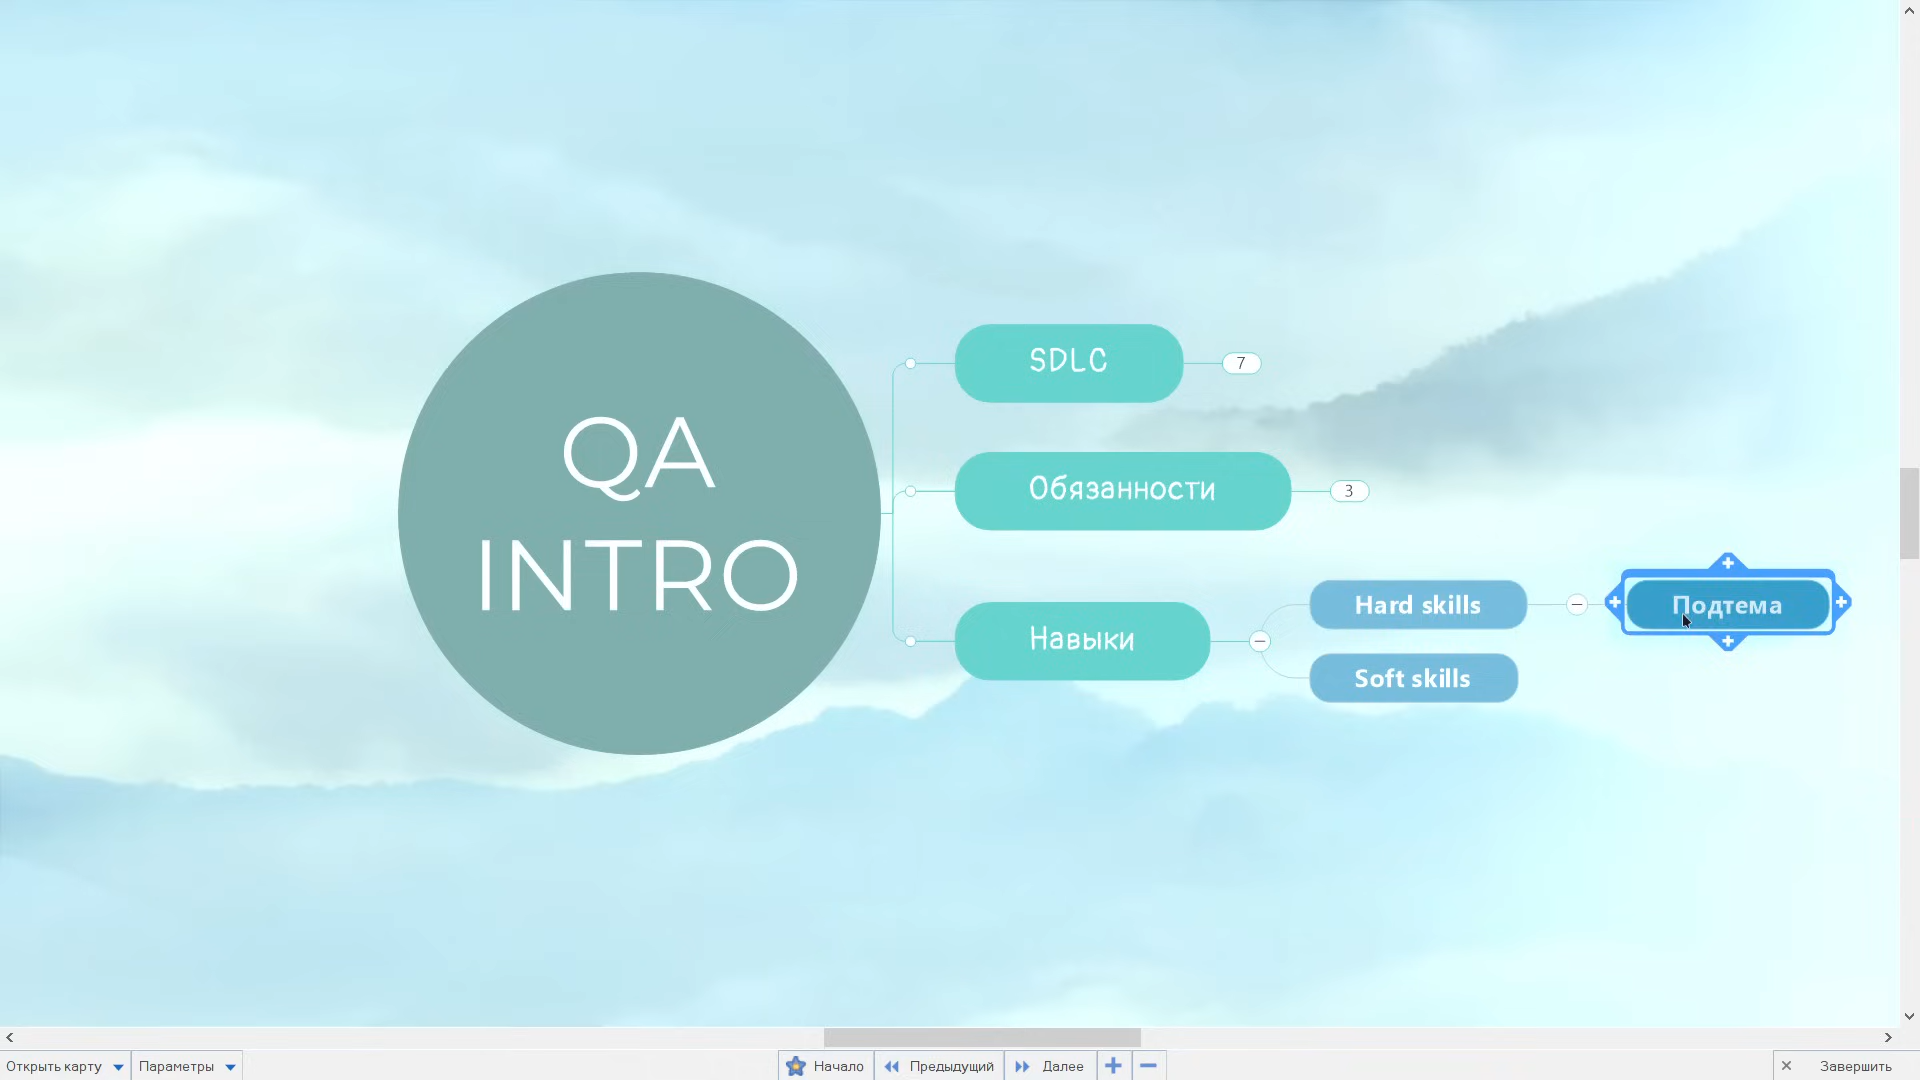 QA
INTRO
SDLC
7
Обязанности
3
Навыки
Hard skills
Подтема
Soft skills
Открыть карту
Параметры
Начало
Предыдущий
Далее
Завершить